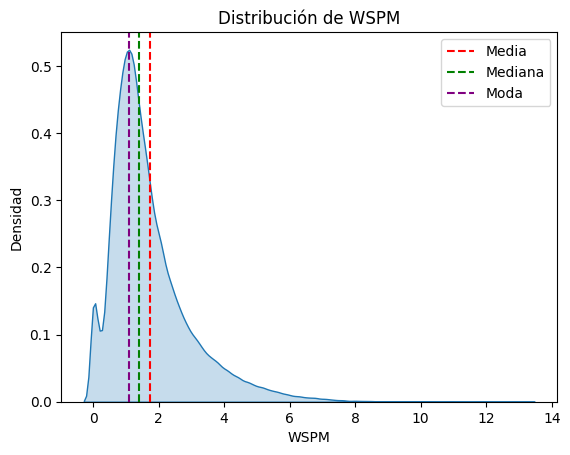 Distribución de WSPM
Media
Mediana
Moda
Densidad
0.5
0.4
0.3
0.2
0.1
0.0
0 2 4 6 8 10 12 14
WSPM